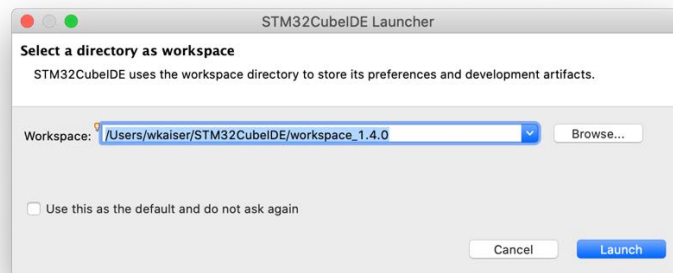 STM32CubeIDE Launcher
Select a directory as workspace
STM32CubeIDE uses the workspace directory to store its preferences and development artifacts.
Workspace: /Users/wkaiser/STM32CubeIDE/workspace_1.4.0 Browse...
Use this as the default and do not ask again
Cancel Launch